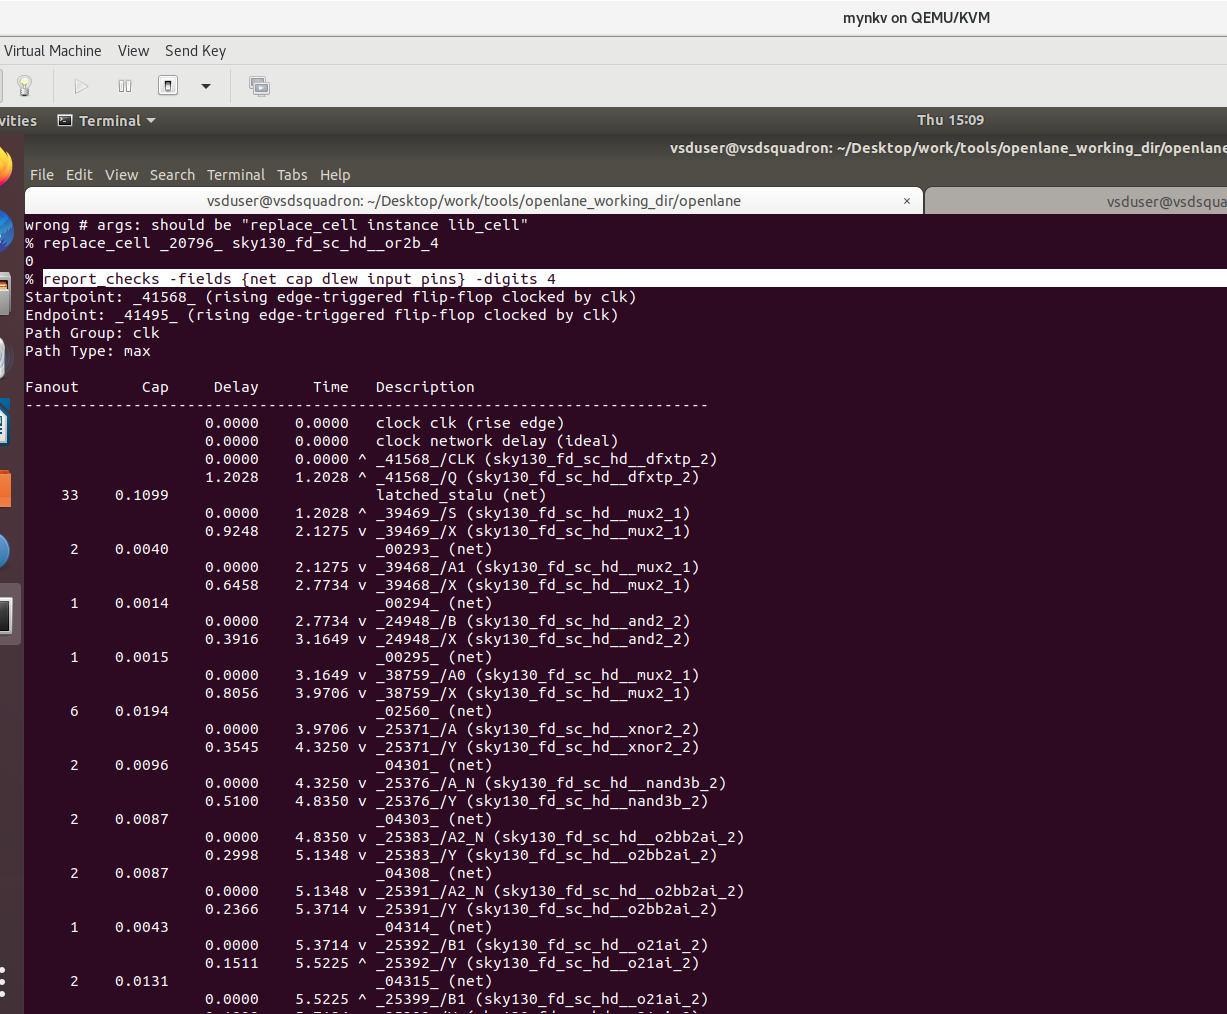 mynkv on QEMU/KVM
Virtual Machine View Send Key
vities Terminal Thu 15:09
vsduser@vsdsquadron: ~/Desktop/work/tools/openlane_working_dir/openlane
File Edit View Search Terminal Tabs Help
vsduser@vsdsquadron: ~/Desktop/work/tools/openlane_working_dir/openlane × vsduser@vsdsqua
wrong # args: should be "replace_cell instance lib_cell"
% replace_cell _20796_ sky130_fd_sc_hd__or2b_4
0
% report_checks -fields {net cap dlew input pins} -digits 4
Startpoint: _41568_ (rising edge-triggered flip-flop clocked by clk)
Endpoint: _41495_ (rising edge-triggered flip-flop clocked by clk)
Path Group: clk
Path Type: max
Fanout Cap Delay Time Description
-----------------------------------------------------------------------------
0.0000 0.0000 clock clk (rise edge)
0.0000 0.0000 clock network delay (ideal)
0.0000 0.0000 ^ _41568_/CLK (sky130_fd_sc_hd__dfxtp_2)
1.2028 1.2028 ^ _41568_/Q (sky130_fd_sc_hd__dfxtp_2)
33 0.1099 latched_stalu (net)
0.0000 1.2028 ^ _39469_/S (sky130_fd_sc_hd__mux2_1)
0.9248 2.1275 v _39469_/X (sky130_fd_sc_hd__mux2_1)
2 0.0040 _00293_ (net)
0.0000 2.1275 v _39468_/A1 (sky130_fd_sc_hd__mux2_1)
0.6458 2.7734 v _39468_/X (sky130_fd_sc_hd__mux2_1)
1 0.0014 _00294_ (net)
0.0000 2.7734 v _24948_/B (sky130_fd_sc_hd__and2_2)
0.3916 3.1649 v _24948_/X (sky130_fd_sc_hd__and2_2)
1 0.0015 _00295_ (net)
0.0000 3.1649 v _38759_/A0 (sky130_fd_sc_hd__mux2_1)
0.8056 3.9706 v _38759_/X (sky130_fd_sc_hd__mux2_1)
6 0.0194 _02560_ (net)
0.0000 3.9706 v _25371_/A (sky130_fd_sc_hd__xnor2_2)
0.3545 4.3250 v _25371_/Y (sky130_fd_sc_hd__xnor2_2)
2 0.0096 _04301_ (net)
0.0000 4.3250 v _25376_/A_N (sky130_fd_sc_hd__nand3b_2)
0.5100 4.8350 v _25376_/Y (sky130_fd_sc_hd__nand3b_2)
2 0.0087 _04303_ (net)
0.0000 4.8350 v _25383_/A2_N (sky130_fd_sc_hd__o2bb2ai_2)
0.2998 5.1348 v _25383_/Y (sky130_fd_sc_hd__o2bb2ai_2)
2 0.0087 _04308_ (net)
0.0000 5.1348 v _25391_/A2_N (sky130_fd_sc_hd__o2bb2ai_2)
0.2366 5.3714 v _25391_/Y (sky130_fd_sc_hd__o2bb2ai_2)
1 0.0043 _04314_ (net)
0.0000 5.3714 v _25392_/B1 (sky130_fd_sc_hd__o21ai_2)
0.1511 5.5225 ^ _25392_/Y (sky130_fd_sc_hd__o21ai_2)
2 0.0131 _04315_ (net)
0.0000 5.5225 ^ _25399_/B1 (sky130_fd_sc_hd__o21ai_2)